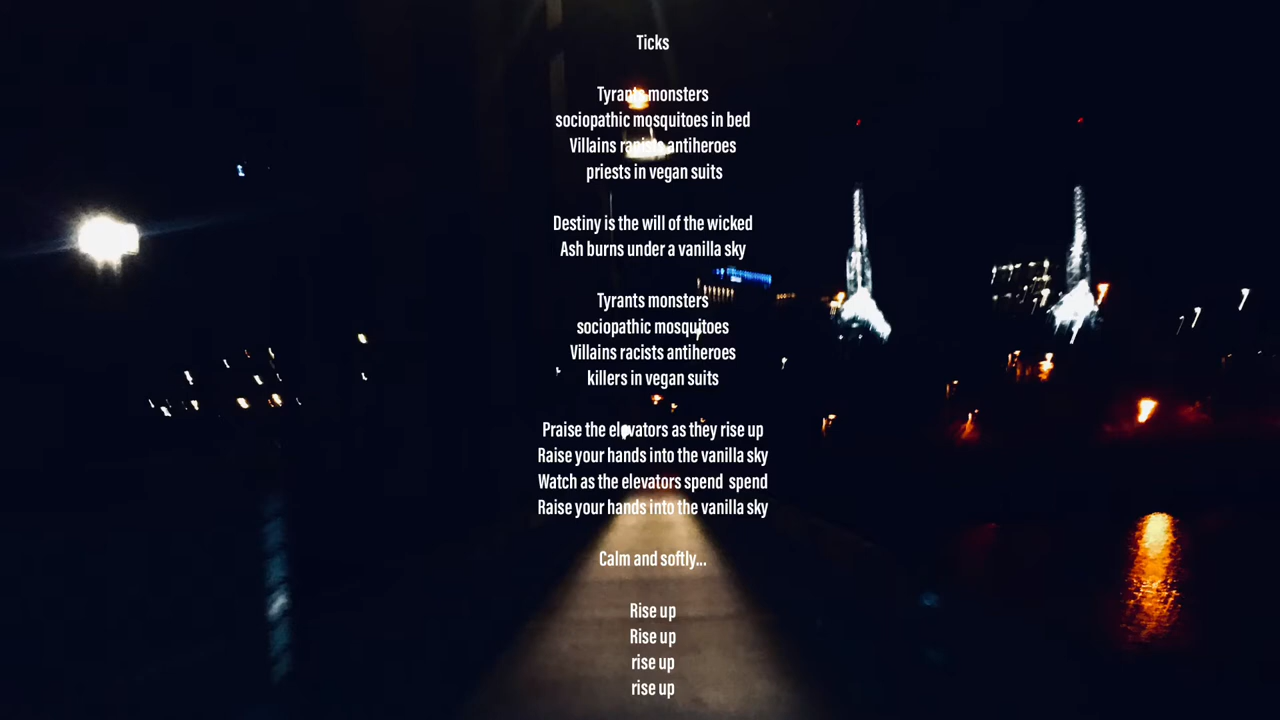 Ticks
Tyrants monsters
sociopathic mosquitoes in bed
Villains racists antiheroes
priests in vegan suits
Destiny is the will of the wicked
Ash burns under a vanilla sky
Tyrants monsters
sociopathic mosquitoes
Villains racists antiheroes
killers in vegan suits
Praise the elevators as they rise up
Raise your hands into the vanilla sky
Watch as the elevators spend spend
Raise your hands into the vanilla sky
Calm and softly...
Rise up
Rise up
rise up
rise up